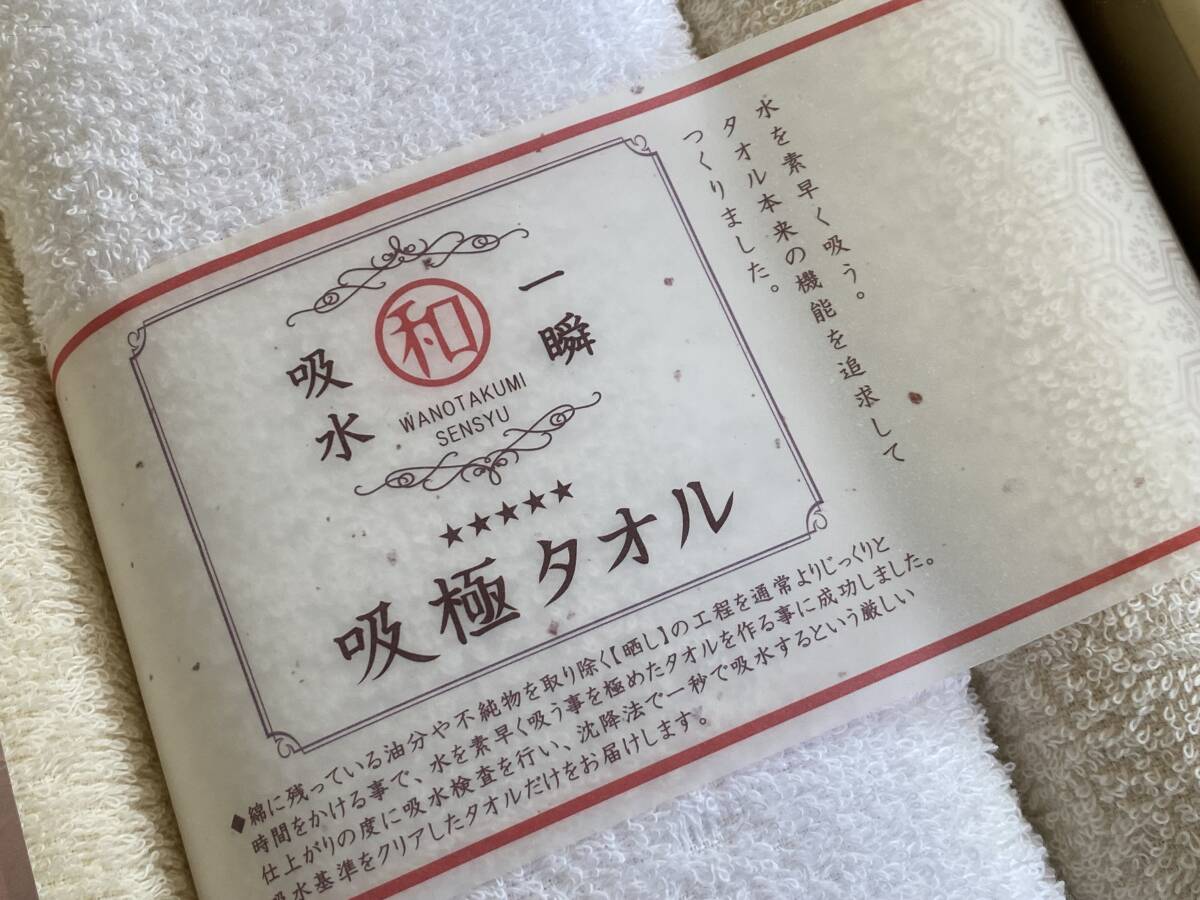 水を素早く吸う。
タオル本来の機能を追求して
つくりました。
一瞬
吸水
和
WANOTAKUMI
SENSYU
★★★★★
吸極タオル
◆綿に残っている油分や不純物を取り除く【晒し】の工程を通常よりじっくりと
時間をかける事で、水を素早く吸う事を極めたタオルを作る事に成功しました。
仕上がりの度に吸水検査を行い、沈降法で一秒で吸水するという厳しい
吸水基準をクリアしたタオルだけをお届けします。